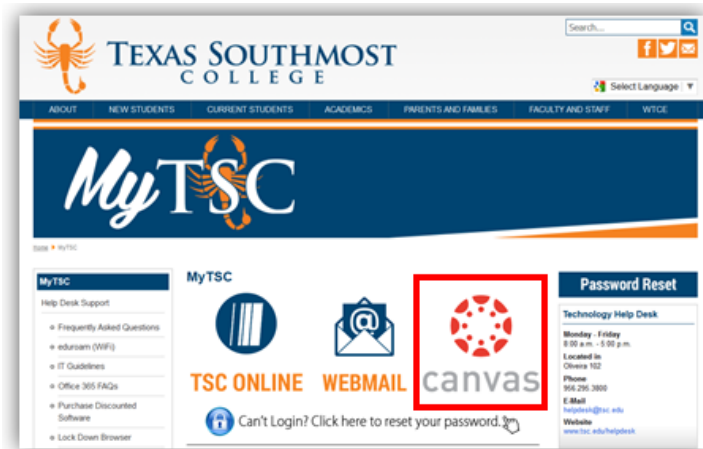 Search...
TEXAS SOUTHMOST
COLLEGE
Select Language
ABOUT NEW STUDENTS CURRENT STUDENTS ACADEMICS PARENTS AND FAMILIES FACULTY AND STAFF WTCE
MyTSC
Home MyTSC
MyTSC
Help Desk Support
Frequently Asked Questions
eduroam (WiFi)
IT Guidelines
Office 365 FAQs
Purchase Discounted
Software
Lock Down Browser
MyTSC
TSC ONLINE WEBMAIL canvas
Can't Login? Click here to reset your password.
Password Reset
Technology Help Desk
Monday - Friday
8:00 a.m. - 5:00 p.m.
Located in
Oliveira 102
Phone
956.295.3800
E-Mail
helpdesk@tsc.edu
Website
www.tsc.edu/helpdesk